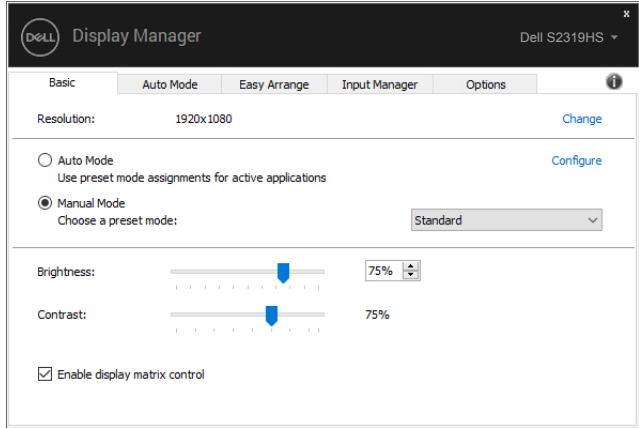 x
DELL Display Manager Dell S2319HS
Basic Auto Mode Easy Arrange Input Manager Options
Resolution: 1920x1080 Change
Auto Mode Configure
Use preset mode assignments for active applications
Manual Mode
Choose a preset mode: Standard
Brightness: 75%
Contrast: 75%
Enable display matrix control